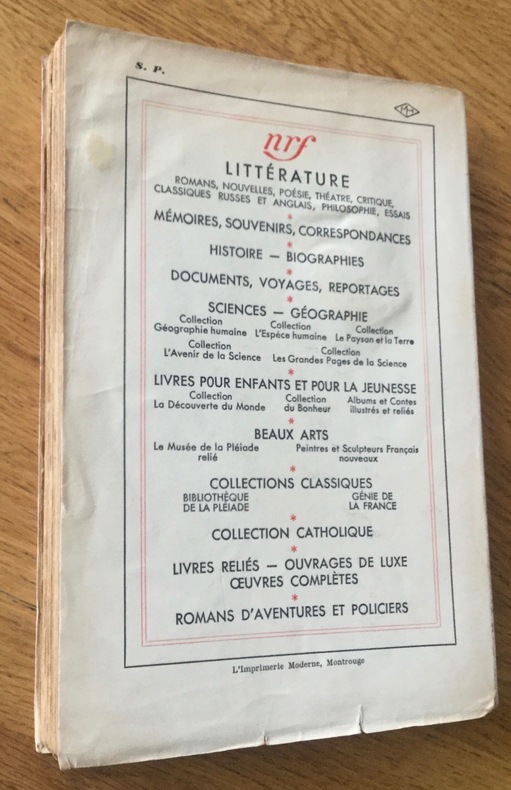 S. P.
nrf
LITTÉRATURE
ROMANS, NOUVELLES, POÉSIE, THÉATRE, CRITIQUE,
CLASSIQUES RUSSES ET ANGLAIS, PHILOSOPHIE, ESSAIS
*
MÉMOIRES, SOUVENIRS, CORRESPONDANCES
*
HISTOIRE — BIOGRAPHIES
*
DOCUMENTS, VOYAGES, REPORTAGES
*
SCIENCES — GÉOGRAPHIE
Collection Collection Collection
Géographie humaine L'Espèce humaine Le Paysan et la Terre
Collection Collection
L'Avenir de la Science Les Grandes Pages de la Science
*
LIVRES POUR ENFANTS ET POUR LA JEUNESSE
Collection Collection Albums et Contes
La Découverte du Monde du Bonheur illustrés et reliés
*
BEAUX ARTS
Le Musée de la Pléiade Peintres et Sculpteurs Français
relié nouveaux
*
COLLECTIONS CLASSIQUES
BIBLIOTHÈQUE GÉNIE DE
DE LA PLEIADE LA FRANCE
*
COLLECTION CATHOLIQUE
*
LIVRES RELIÉS — OUVRAGES DE LUXE
ŒUVRES COMPLÈTES
*
ROMANS D'AVENTURES ET POLICIERS
L'Imprimerie Moderne, Montrouge